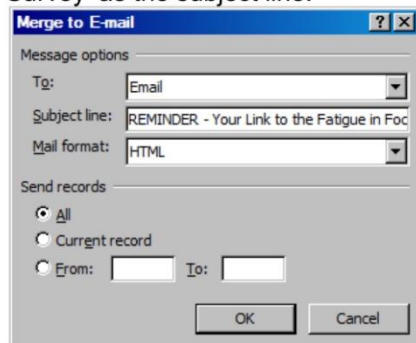 Survey as the subject line.
Merge to E-mail
Message options
To: Email
Subject line: REMINDER - Your Link to the Fatigue in Foc
Mail format: HTML
Send records
All
Current record
From: To:
OK Cancel